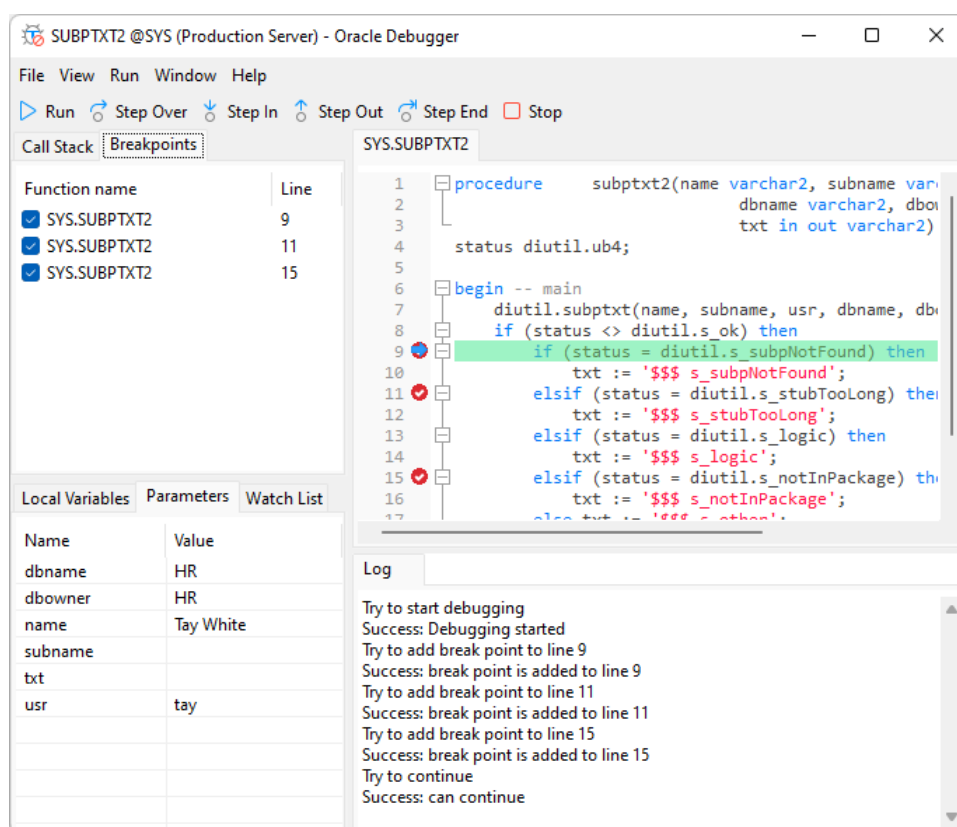 SUBPTXT2 @SYS (Production Server) - Oracle Debugger
File View Run Window Help
Run Step Over Step In Step Out Step End Stop
Call Stack Breakpoints
Function name Line
SYS.SUBPTXT2 9
SYS.SUBPTXT2 11
SYS.SUBPTXT2 15
SYS.SUBPTXT2
1 procedure subptxt2(name varchar2, subname var
2 dbname varchar2, dbo
3 txt in out varchar2)
4 status diutil.ub4;
5
6 begin -- main
7 diutil.subptxt(name, subname, usr, dbname, db
8 if (status <> diutil.s_ok) then
9 if (status = diutil.s_subpNotFound) then
10 txt := '$$$ s_subpNotFound';
11 elsif (status = diutil.s_stubTooLong) the
12 txt := '$$$ s_stubTooLong';
13 elsif (status = diutil.s_logic) then
14 txt := '$$$ s_logic';
15 elsif (status = diutil.s_notInPackage) th
16 txt := '$$$ s_notInPackage';
17 else txt := '$$$ s_other';
Local Variables Parameters Watch List
Name Value
dbname HR
dbowner HR
name Tay White
subname
txt
usr tay
Log
Try to start debugging
Success: Debugging started
Try to add break point to line 9
Success: break point is added to line 9
Try to add break point to line 11
Success: break point is added to line 11
Try to add break point to line 15
Success: break point is added to line 15
Try to continue
Success: can continue